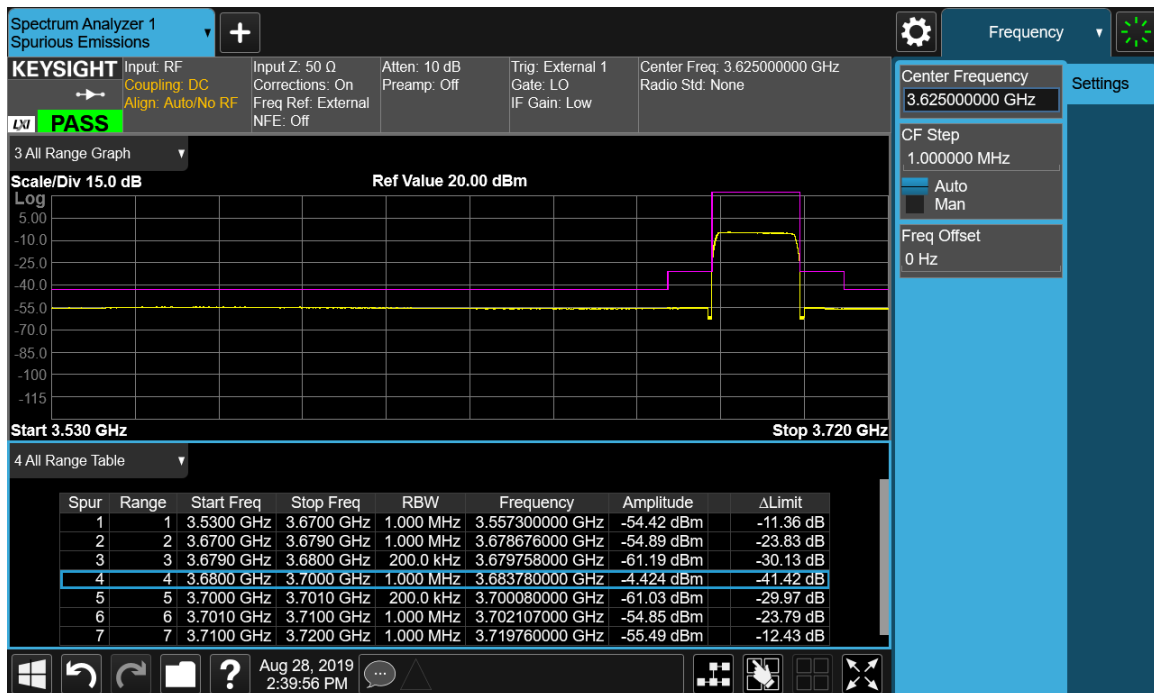 Spectrum Analyzer 1
Spurious Emissions
+
Frequency
KEYSIGHT
Input: RF
Coupling: DC
Align: Auto/No RF
Input Z: 50 Ω
Corrections: On
Freq Ref: External
NFE: Off
Atten: 10 dB
Preamp: Off
Trig: External 1
Gate: LO
IF Gain: Low
Center Freq: 3.625000000 GHz
Radio Std: None
LXI PASS
Center Frequency
3.625000000 GHz
Settings
CF Step
1.000000 MHz
Auto
Man
Freq Offset
0 Hz
3 All Range Graph
Scale/Div 15.0 dB Ref Value 20.00 dBm
Log
5.00
-10.0
-25.0
-40.0
-55.0
-70.0
-85.0
-100
-115
Start 3.530 GHz Stop 3.720 GHz
4 All Range Table
Spur Range Start Freq Stop Freq RBW Frequency Amplitude ΔLimit
1 1 3.5300 GHz 3.6700 GHz 1.000 MHz 3.557300000 GHz -54.42 dBm -11.36 dB
2 2 3.6700 GHz 3.6790 GHz 1.000 MHz 3.678676000 GHz -54.89 dBm -23.83 dB
3 3 3.6790 GHz 3.6800 GHz 200.0 kHz 3.679758000 GHz -61.19 dBm -30.13 dB
4 4 3.6800 GHz 3.7000 GHz 1.000 MHz 3.683780000 GHz -4.424 dBm -41.42 dB
5 5 3.7000 GHz 3.7010 GHz 200.0 kHz 3.700080000 GHz -61.03 dBm -29.97 dB
6 6 3.7010 GHz 3.7100 GHz 1.000 MHz 3.702107000 GHz -54.85 dBm -23.79 dB
7 7 3.7100 GHz 3.7200 GHz 1.000 MHz 3.719760000 GHz -55.49 dBm -12.43 dB
?
Aug 28, 2019
2:39:56 PM